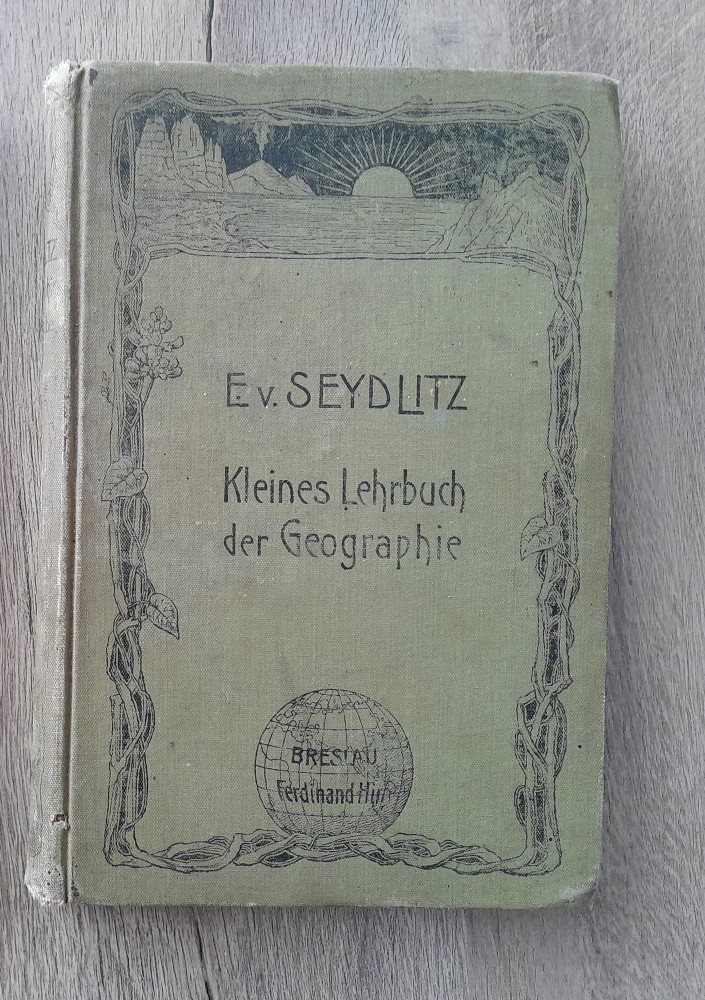 E. v. SEYDLITZ
Kleines Lehrbuch
der Geographie
BRESLAU
Ferdinand Hirt